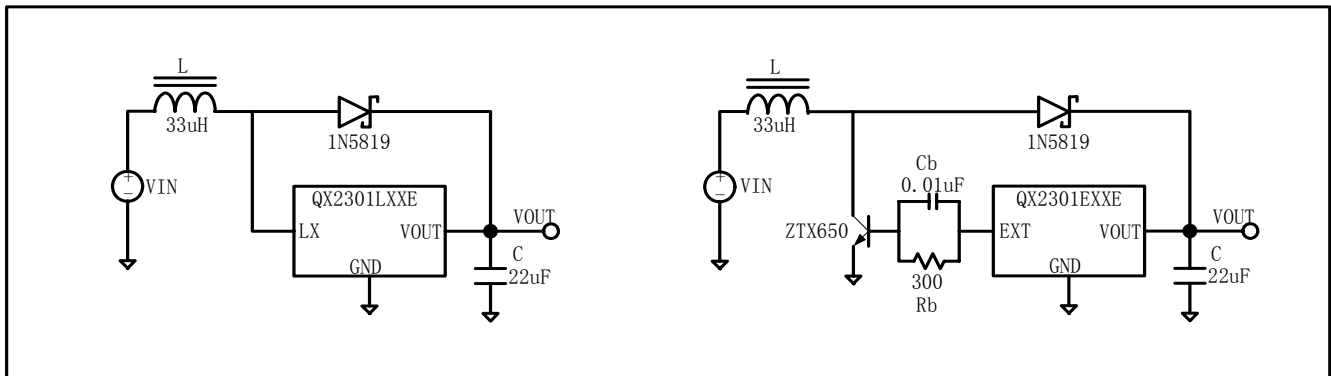 L
33uH
1N5819
+
−
VIN
QX2301LXXE
LX
VOUT
GND
VOUT
C
22uF
L
33uH
1N5819
+
−
VIN
Cb
0.01uF
ZTX650
300
Rb
QX2301EXXE
EXT
VOUT
GND
VOUT
C
22uF